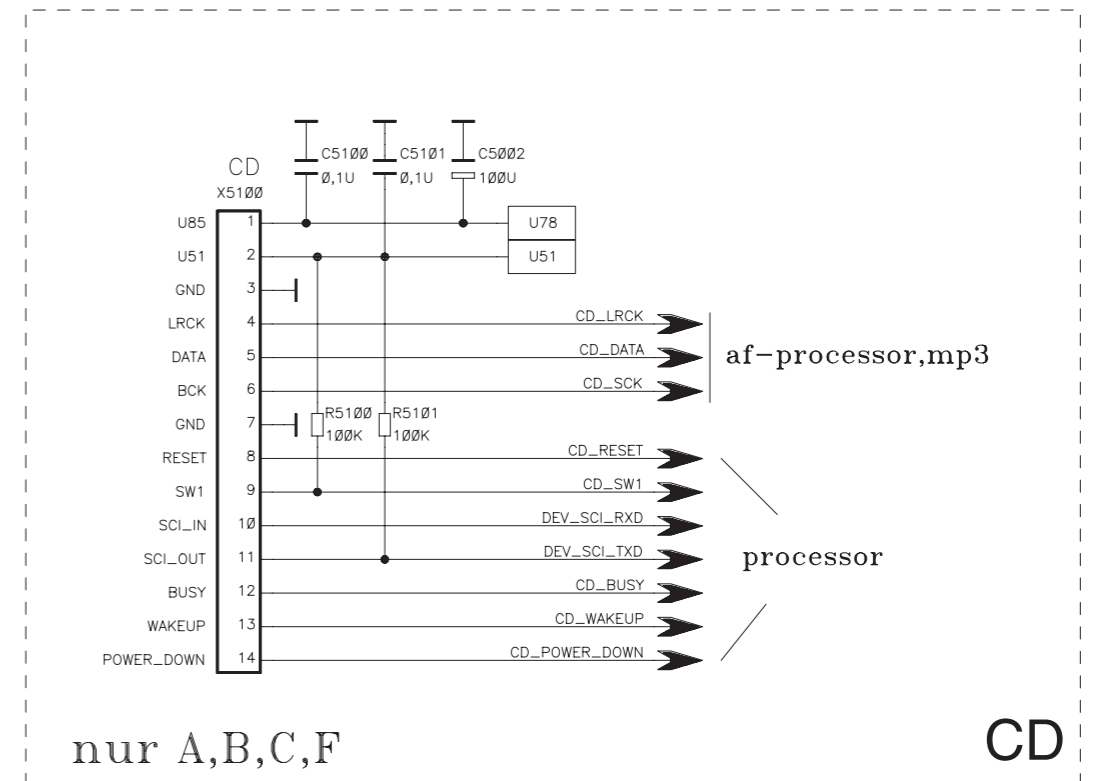 CD
X5100
C5100
0,1U
C5101
0,1U
C5002
100U
U85 1 U78
U51 2 U51
GND 3
LRCK 4 CD_LRCK
DATA 5 CD_DATA
BCK 6 CD_SCK
af-processor,mp3
GND 7
R5100
100K
R5101
100K
RESET 8 CD_RESET
SW1 9 CD_SW1
SCI_IN 10 DEV_SCI_RXD
SCI_OUT 11 DEV_SCI_TXD
processor
BUSY 12 CD_BUSY
WAKEUP 13 CD_WAKEUP
POWER_DOWN 14 CD_POWER_DOWN
nur A,B,C,F
CD